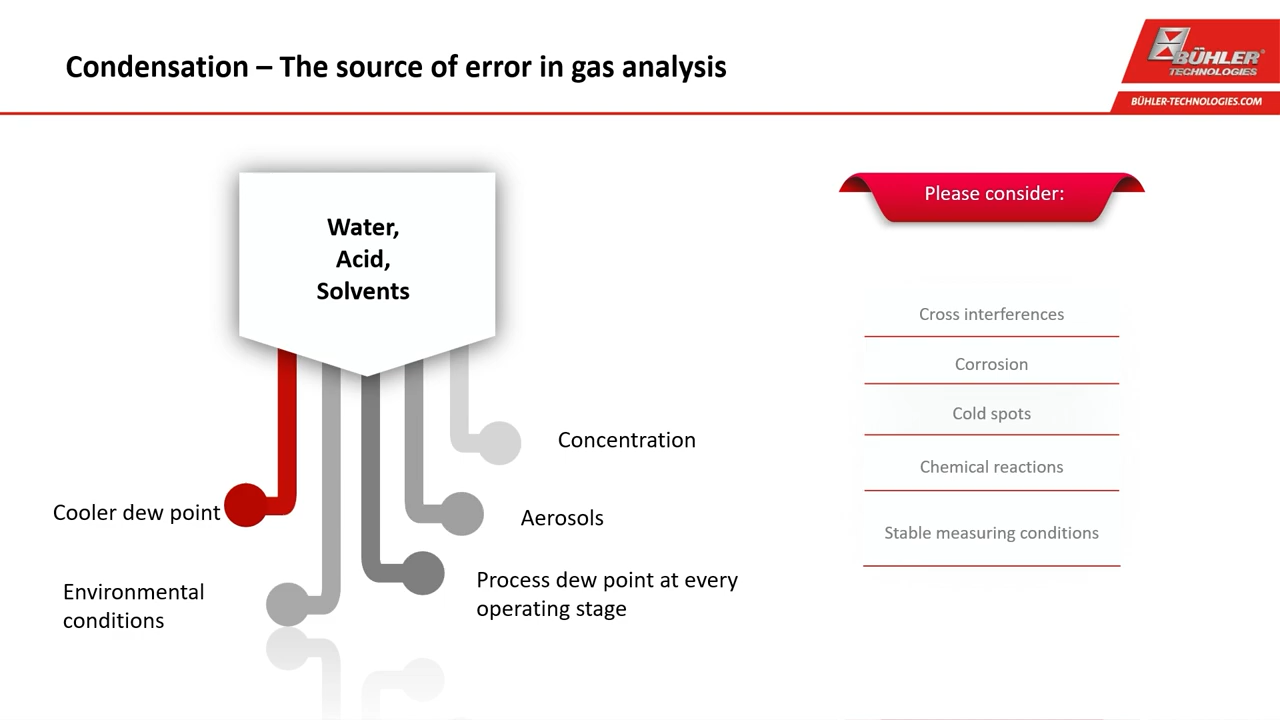 Condensation – The source of error in gas analysis
BÜHLER®
TECHNOLOGIES
BÜHLER-TECHNOLOGIES.COM
Water,
Acid,
Solvents
Concentration
Cooler dew point
Aerosols
Environmental
conditions
Process dew point at every
operating stage
Please consider:
Cross interferences
Corrosion
Cold spots
Chemical reactions
Stable measuring conditions